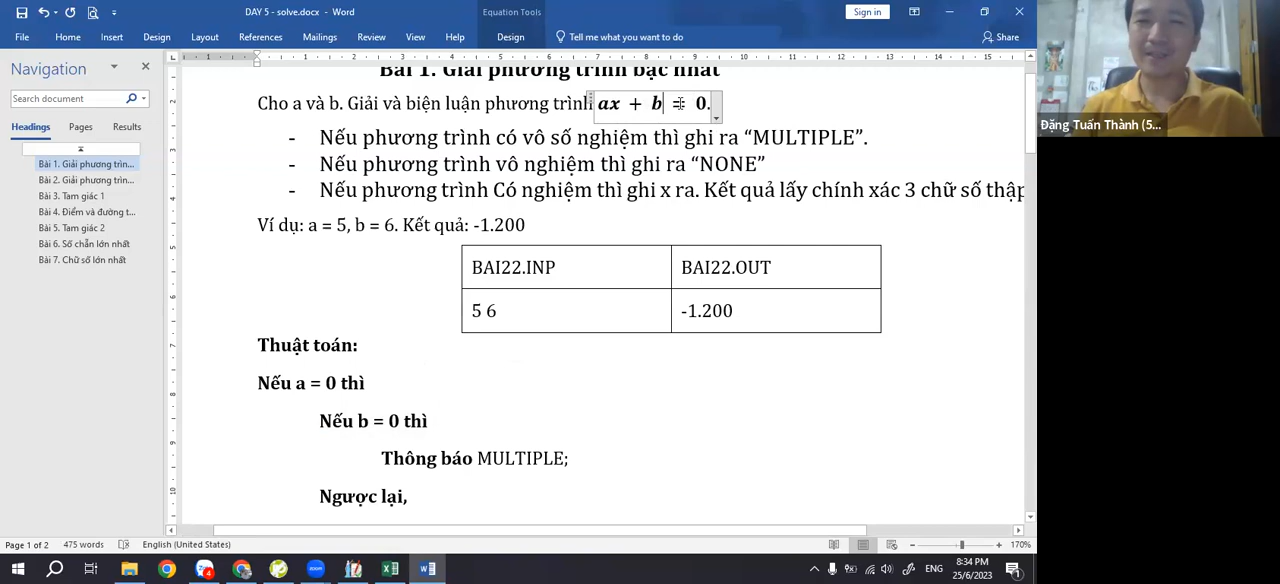 DAY 5 - solve.docx - Word
Equation Tools
Sign in
File Home Insert Design Layout References Mailings Review View Help Design Tell me what you want to do Share
Navigation
Search document
Headings Pages Results
Bài 1. Giải phương trìn...
Bài 2. Giải phương trìn...
Bài 3. Tam giác 1
Bài 4. Điểm và đường t...
Bài 5. Tam giác 2
Bài 6. Số chẵn lớn nhất
Bài 7. Chữ số lớn nhất
Bài 1. Giải phương trình bậc nhất
Cho a và b. Giải và biện luận phương trình ax + b = 0.
- Nếu phương trình có vô số nghiệm thì ghi ra “MULTIPLE”.
- Nếu phương trình vô nghiệm thì ghi ra “NONE”
- Nếu phương trình Có nghiệm thì ghi x ra. Kết quả lấy chính xác 3 chữ số thập
Ví dụ: a = 5, b = 6. Kết quả: -1.200
BAI22.INP BAI22.OUT
5 6 -1.200
Thuật toán:
Nếu a = 0 thì
Nếu b = 0 thì
Thông báo MULTIPLE;
Ngược lại,
Đặng Tuấn Thành (5...
Page 1 of 2 475 words English (United States) 170%
ENG
8:34 PM
25/6/2023